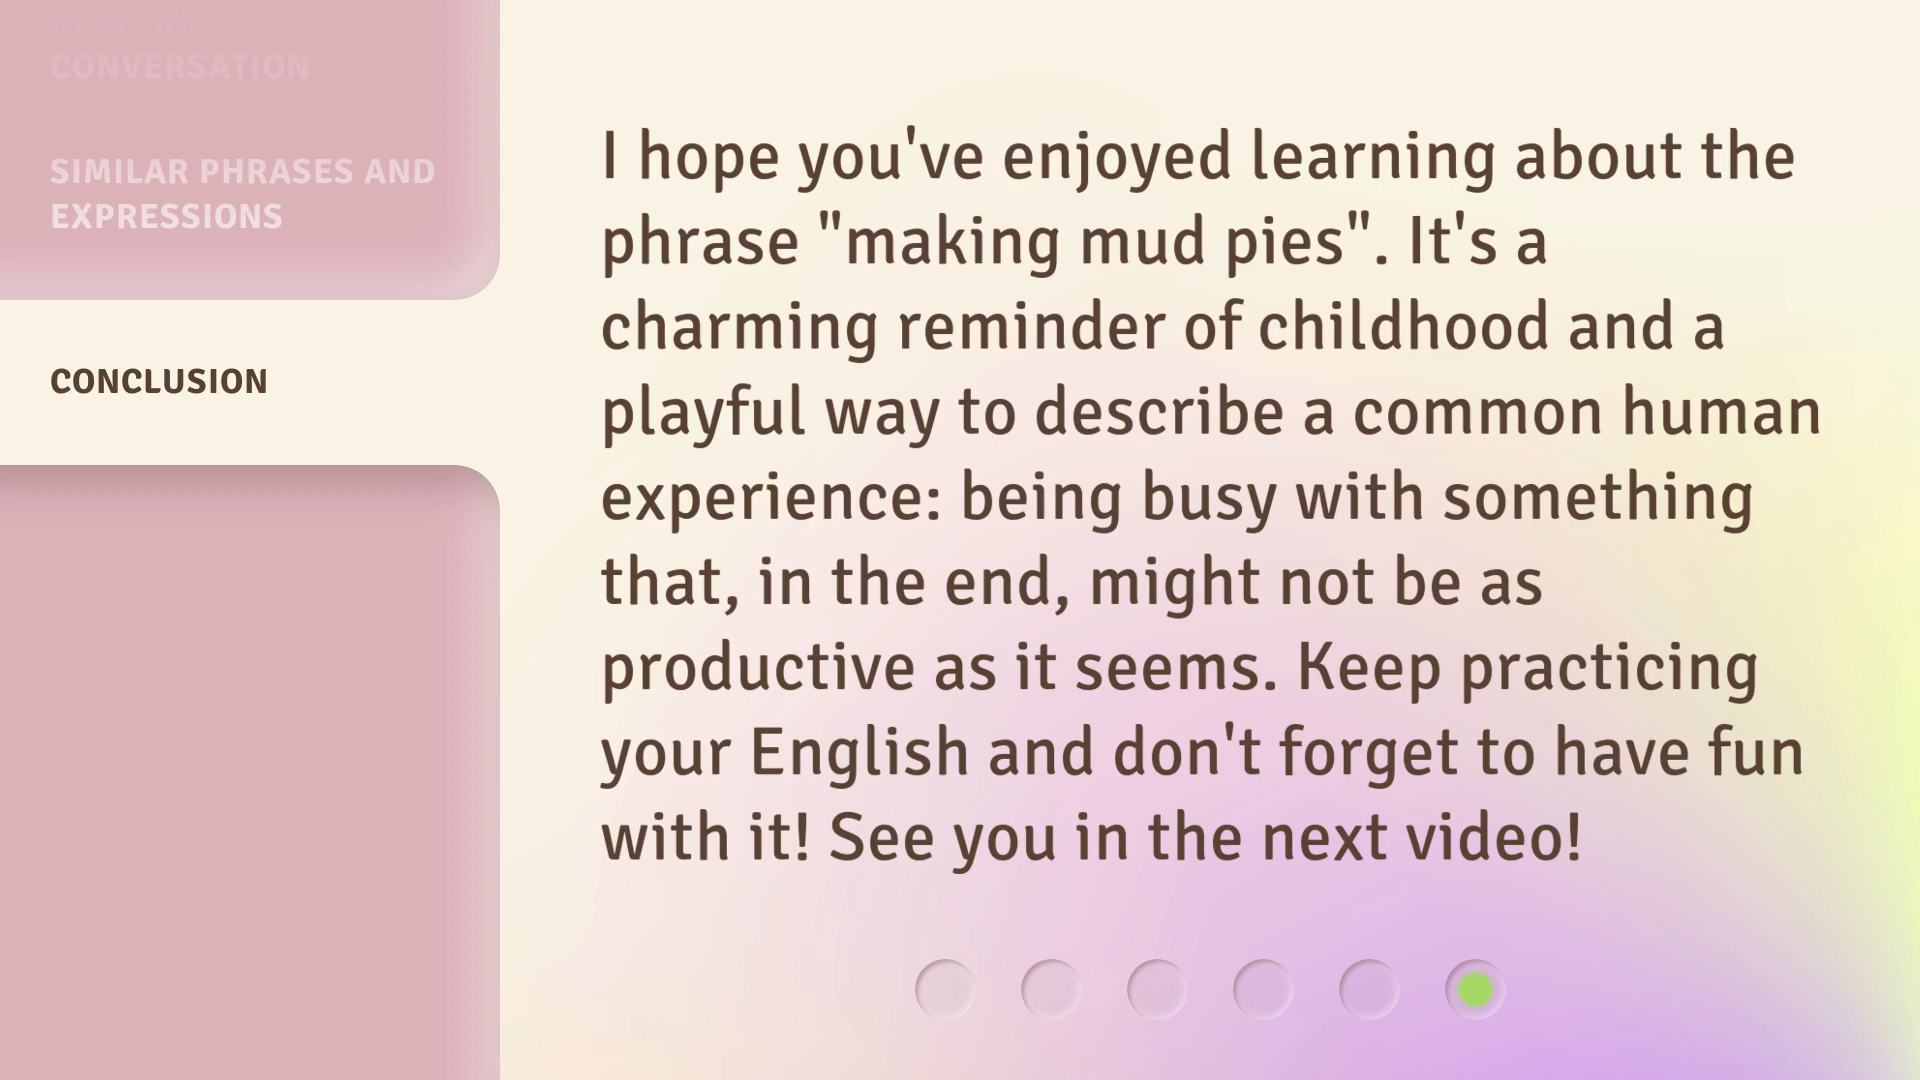 PIES" IN
CONVERSATION
SIMILAR PHRASES AND
EXPRESSIONS
CONCLUSION
I hope you've enjoyed learning about the
phrase "making mud pies". It's a
charming reminder of childhood and a
playful way to describe a common human
experience: being busy with something
that, in the end, might not be as
productive as it seems. Keep practicing
your English and don't forget to have fun
with it! See you in the next video!